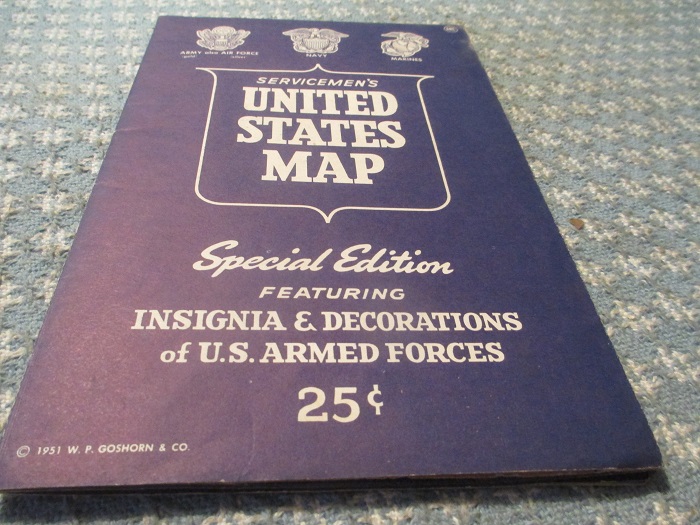 ARMY also AIR FORCE
NAVY
MARINES
SERVICEMEN'S
UNITED
STATES
MAP
Special Edition
FEATURING
INSIGNIA & DECORATIONS
of U.S. ARMED FORCES
25¢
© 1951 W. P. GOSHORN & CO.